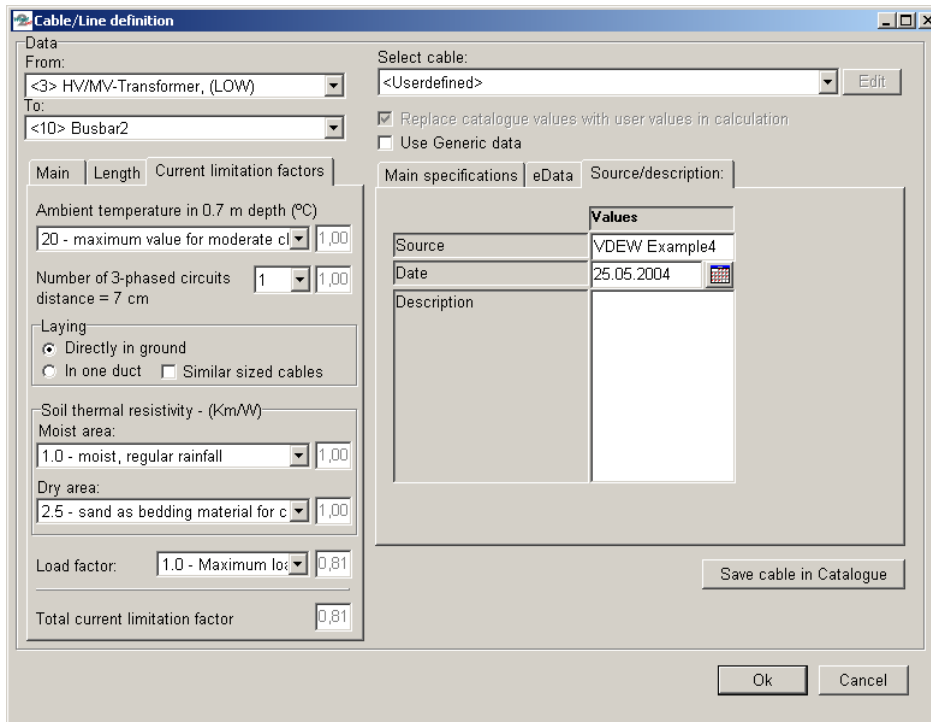 Cable/Line definition
Data
From:
<3> HV/MV-Transformer, (LOW)
To:
<10> Busbar2
Select cable:
<Userdefined>
Edit
Replace catalogue values with user values in calculation
Use Generic data
Main
Length
Current limitation factors
Ambient temperature in 0.7 m depth (ºC)
20 - maximum value for moderate cl
1,00
Number of 3-phased circuits
distance = 7 cm
1
1,00
Laying
Directly in ground
In one duct
Similar sized cables
Soil thermal resistivity - (Km/W)
Moist area:
1.0 - moist, regular rainfall
1,00
Dry area:
2.5 - sand as bedding material for c
1,00
Load factor:
1.0 - Maximum loa
0,81
Total current limitation factor
0,81
Main specifications
eData
Source/description:
Values
Source
VDEW Example4
Date
25.05.2004
Description
Save cable in Catalogue
Ok
Cancel